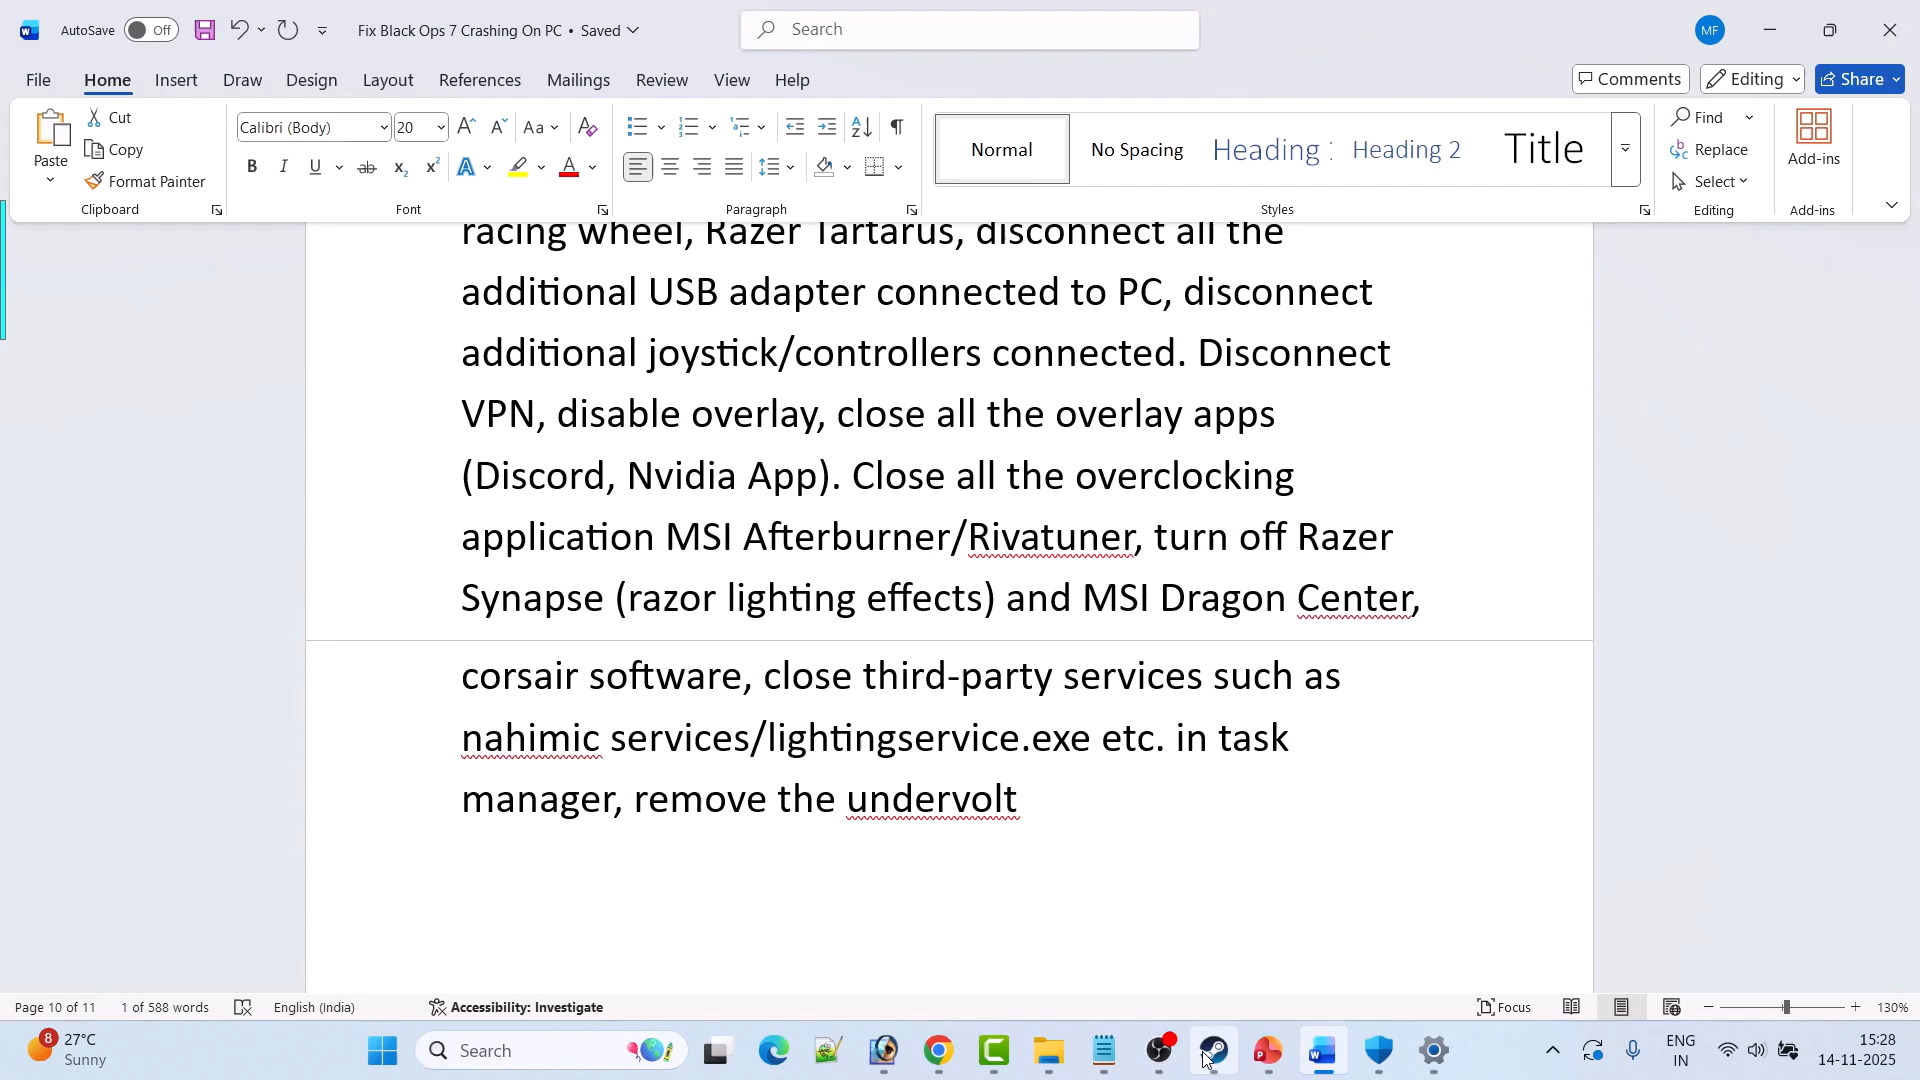 AutoSave Off Fix Black Ops 7 Crashing On PC • Saved Search MF
File Home Insert Draw Design Layout References Mailings Review View Help Comments Editing Share
Paste Cut Copy Format Painter
Calibri (Body) 20 Aa
Normal No Spacing Heading 1 Heading 2 Title
Find Replace Select
Add-ins
Clipboard Font Paragraph Styles Editing Add-ins
racing wheel, Razer Tartarus, disconnect all the
additional USB adapter connected to PC, disconnect
additional joystick/controllers connected. Disconnect
VPN, disable overlay, close all the overlay apps
(Discord, Nvidia App). Close all the overclocking
application MSI Afterburner/Rivatuner, turn off Razer
Synapse (razor lighting effects) and MSI Dragon Center,
corsair software, close third-party services such as
nahimic services/lightingservice.exe etc. in task
manager, remove the undervolt
Page 10 of 11 1 of 588 words English (India) Accessibility: Investigate Focus 130%
8 27°C
Sunny
Search
ENG
IN
15:28
14-11-2025